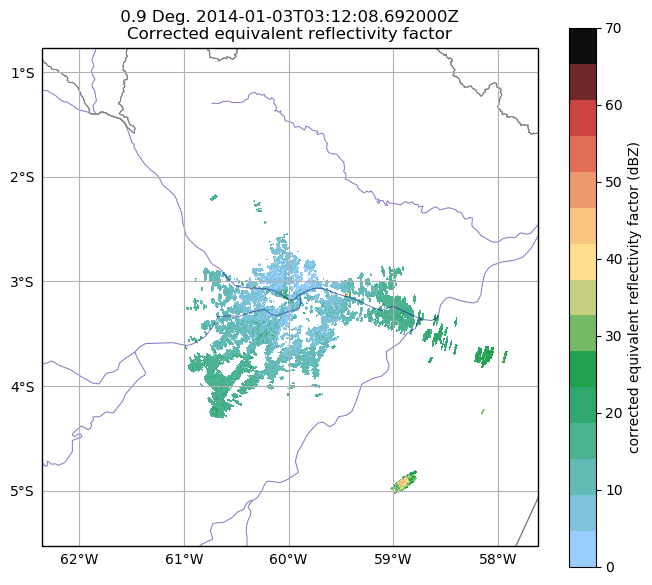 0.9 Deg. 2014-01-03T03:12:08.692000Z
Corrected equivalent reflectivity factor
1°S
2°S
3°S
4°S
5°S
62°W
61°W
60°W
59°W
58°W
70
60
50
40
30
20
10
0
corrected equivalent reflectivity factor (dBZ)